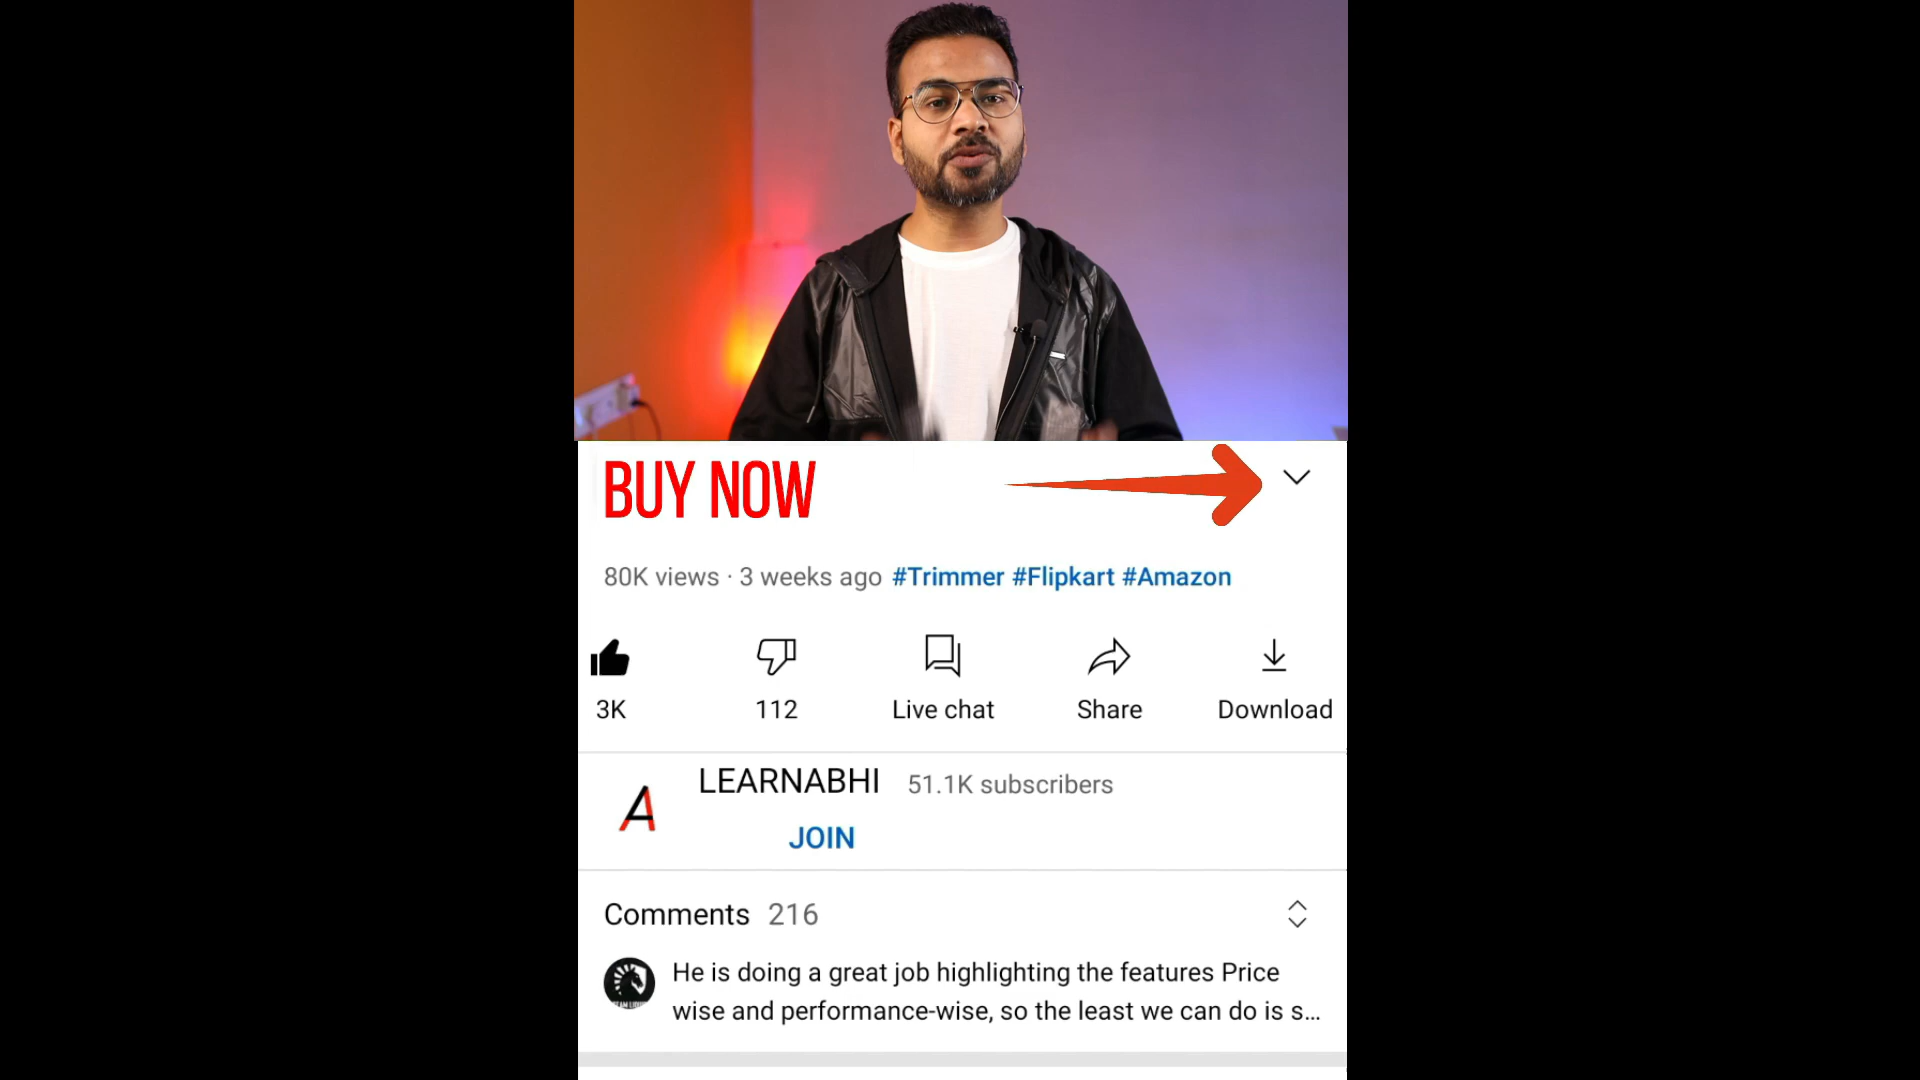 BUY NOW
80K views · 3 weeks ago #Trimmer #Flipkart #Amazon
3K 112 Live chat Share Download
LEARNABHI 51.1K subscribers
JOIN
Comments 216
He is doing a great job highlighting the features Price
wise and performance-wise, so the least we can do is s...